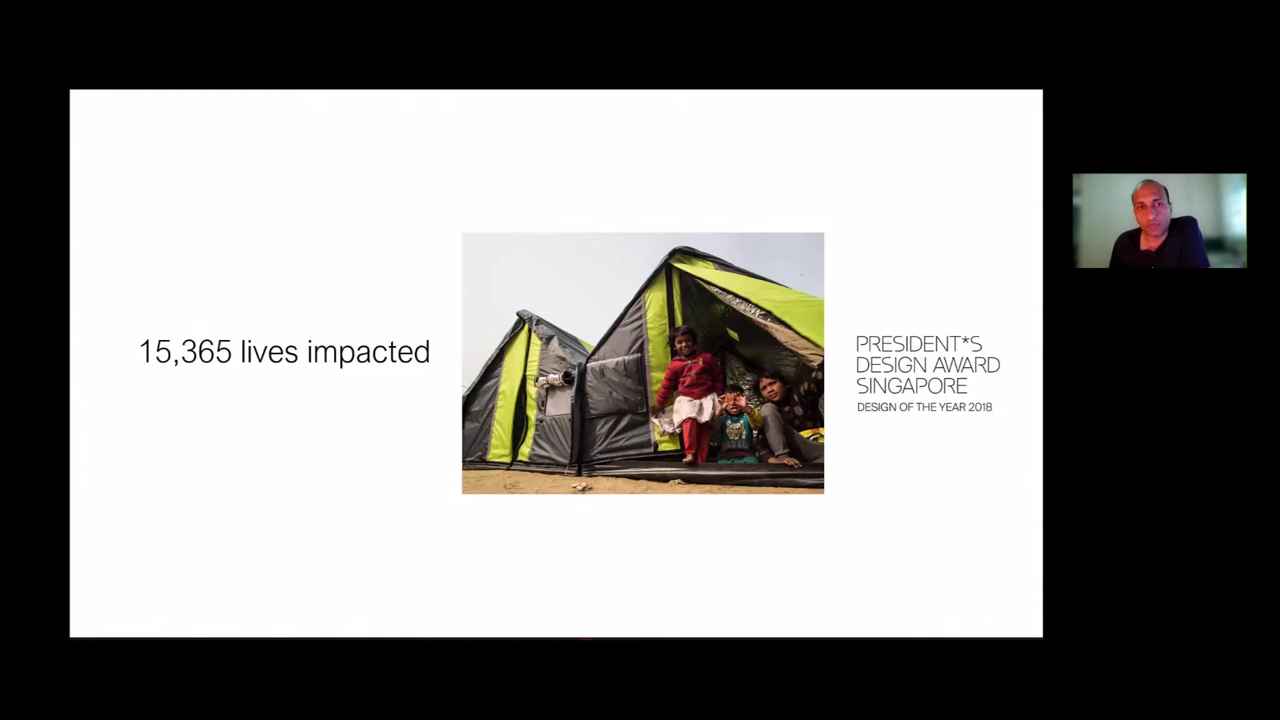 15,365 lives impacted
PRESIDENT*S
DESIGN AWARD
SINGAPORE
DESIGN OF THE YEAR 2018